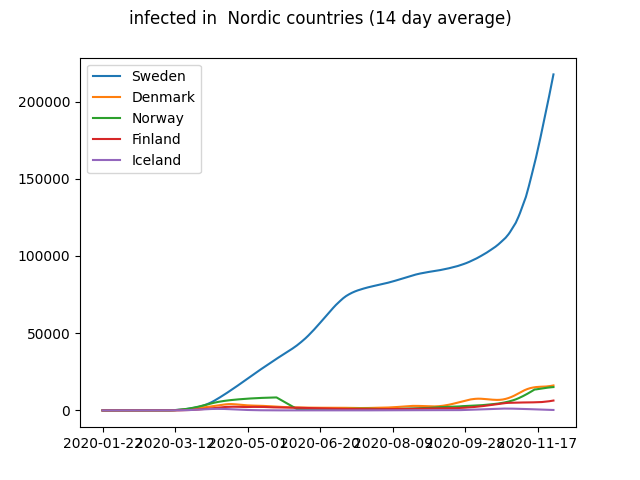 infected in  Nordic countries (14 day average)
Sweden
Denmark
Norway
Finland
Iceland
200000
150000
100000
50000
0
2020-01-22 2020-03-12 2020-05-01 2020-06-20 2020-08-09 2020-09-28 2020-11-17